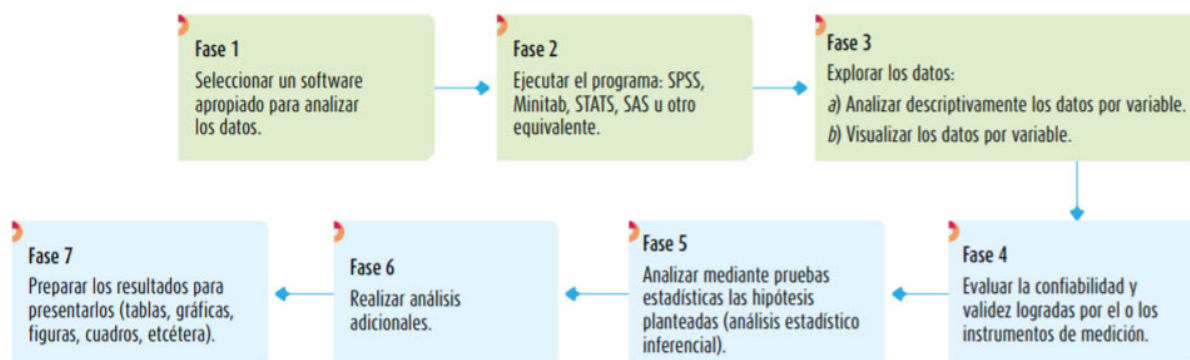 Fase 1
Seleccionar un software
apropiado para analizar
los datos.
Fase 2
Ejecutar el programa: SPSS,
Minitab, STATS, SAS u otro
equivalente.
Fase 3
Explorar los datos:
a) Analizar descriptivamente los datos por variable.
b) Visualizar los datos por variable.
Fase 4
Evaluar la confiabilidad y
validez logradas por el o los
instrumentos de medición.
Fase 5
Analizar mediante pruebas
estadísticas las hipótesis
planteadas (análisis estadístico
inferencial).
Fase 6
Realizar análisis
adicionales.
Fase 7
Preparar los resultados para
presentarlos (tablas, gráficas,
figuras, cuadros, etcétera).